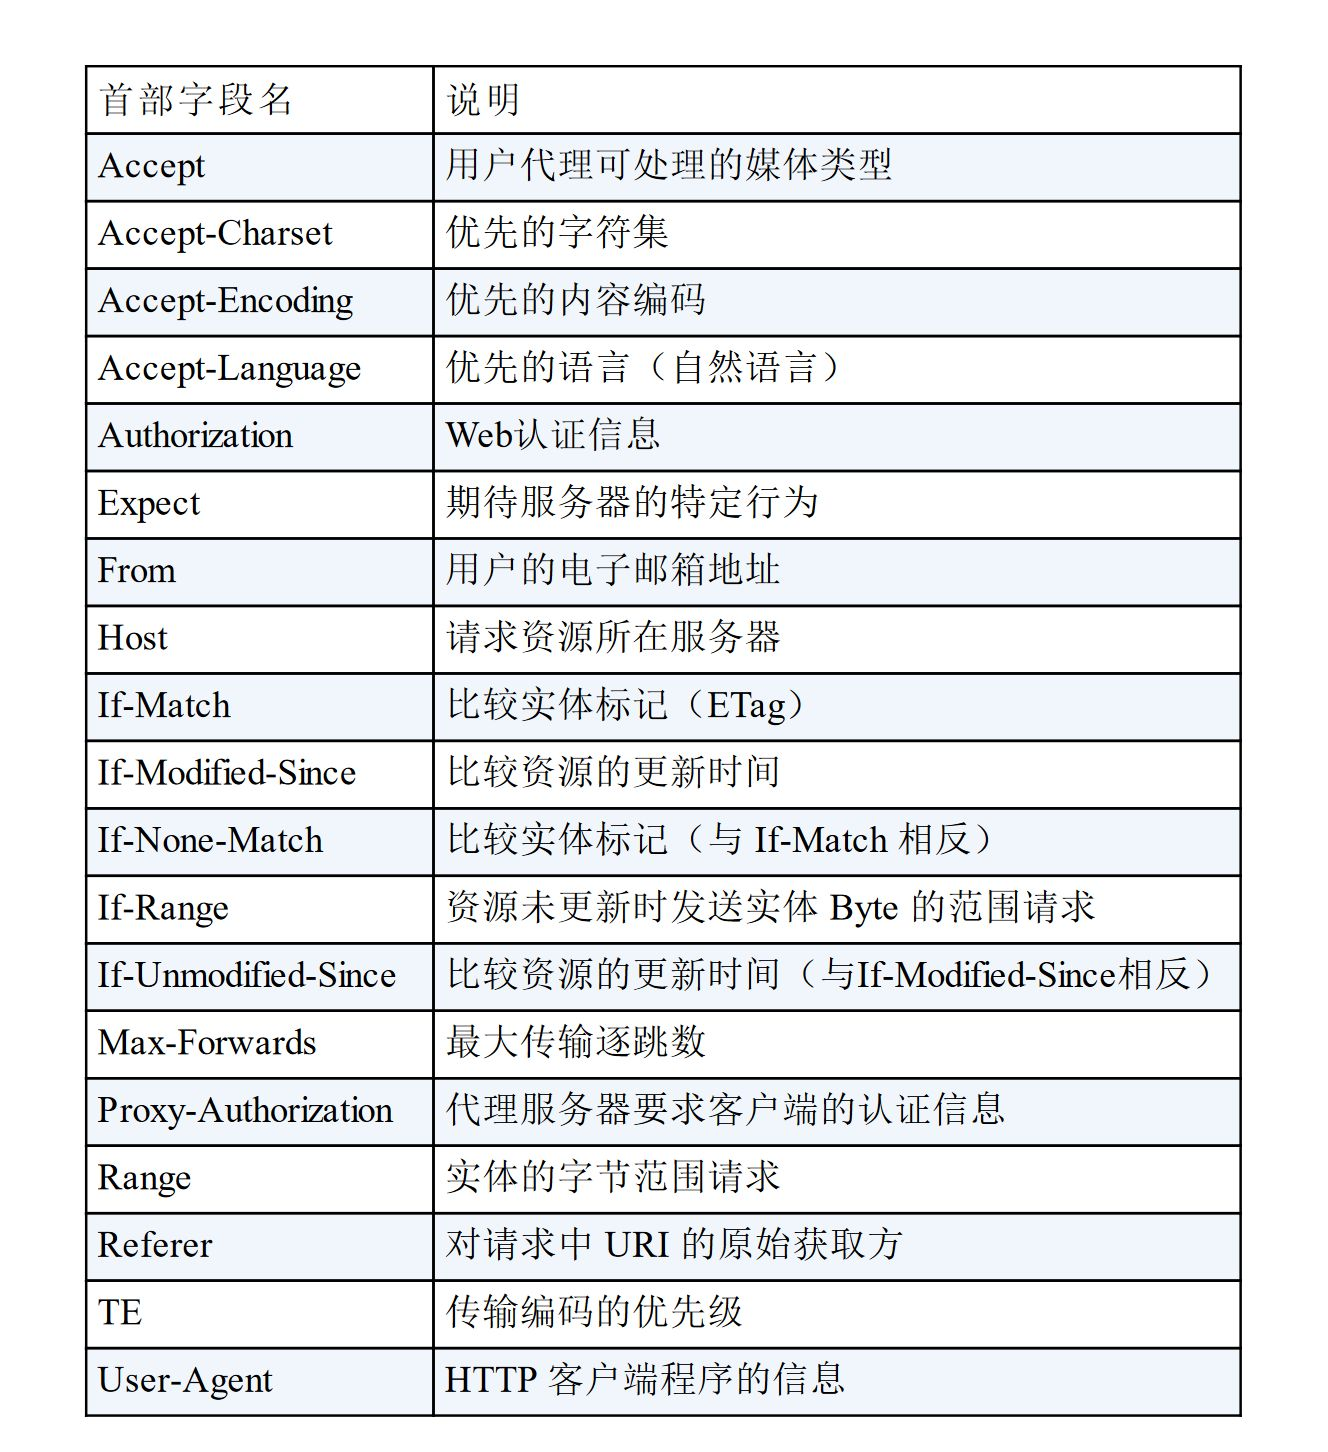 首部字段名 说明
Accept 用户代理可处理的媒体类型
Accept-Charset 优先的字符集
Accept-Encoding 优先的内容编码
Accept-Language 优先的语言（自然语言）
Authorization Web认证信息
Expect 期待服务器的特定行为
From 用户的电子邮箱地址
Host 请求资源所在服务器
If-Match 比较实体标记（ETag）
If-Modified-Since 比较资源的更新时间
If-None-Match 比较实体标记（与 If-Match 相反）
If-Range 资源未更新时发送实体 Byte 的范围请求
If-Unmodified-Since 比较资源的更新时间（与If-Modified-Since相反）
Max-Forwards 最大传输逐跳数
Proxy-Authorization 代理服务器要求客户端的认证信息
Range 实体的字节范围请求
Referer 对请求中 URI 的原始获取方
TE 传输编码的优先级
User-Agent HTTP 客户端程序的信息